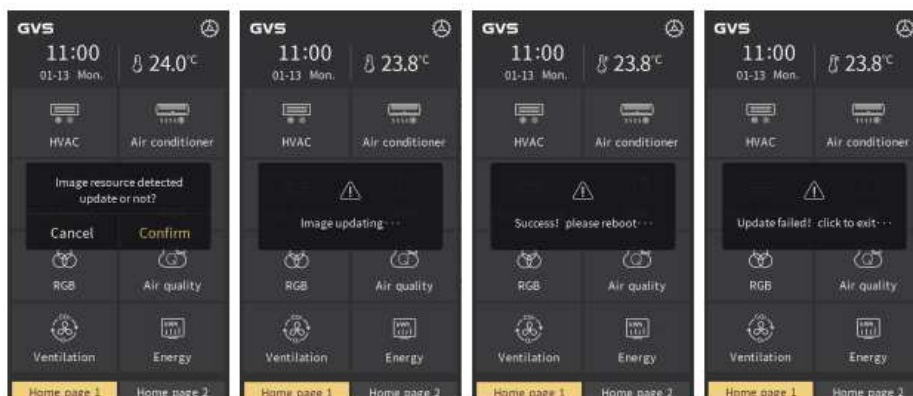 GVS
11:00
01-13 Mon.
24.0°C
HVAC
Air conditioner
Image resource detected
update or not?
Cancel
Confirm
RGB
Air quality
Ventilation
Energy
Home page 1
Home page 2
GVS
11:00
01-13 Mon.
23.8°C
HVAC
Air conditioner
Image updating···
RGB
Air quality
Ventilation
Energy
Home page 1
Home page 2
GVS
11:00
01-13 Mon.
23.8°C
HVAC
Air conditioner
Success! please reboot···
RGB
Air quality
Ventilation
Energy
Home page 1
Home page 2
GVS
11:00
01-13 Mon.
23.8°C
HVAC
Air conditioner
Update failed! click to exit···
RGB
Air quality
Ventilation
Energy
Home page 1
Home page 2